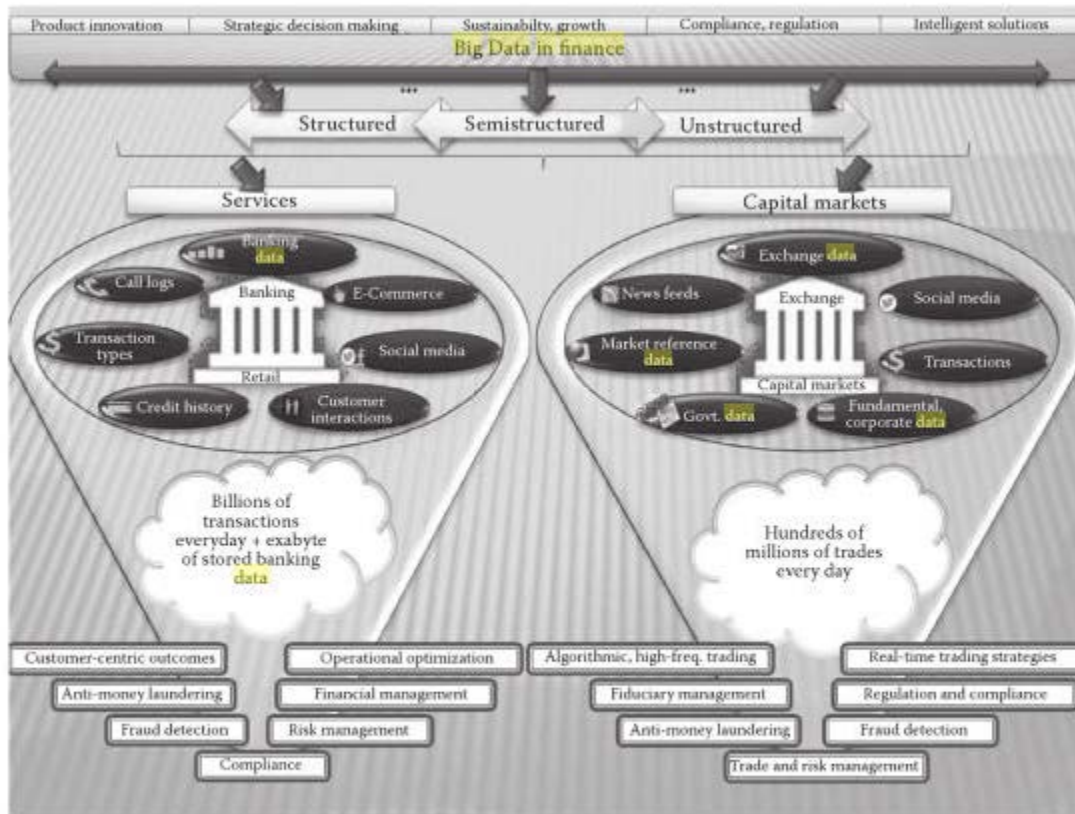 Product innovation
Strategic decision making
Sustainabilty, growth
Compliance, regulation
Intelligent solutions
Big Data in finance
...
...
Structured
Semistructured
Unstructured
Services
Banking
data
Call logs
Banking
E-Commerce
Transaction
types
Social media
Retail
Credit history
Customer
interactions
Billions of
transactions
everyday + exabyte
of stored banking
data
Customer-centric outcomes
Operational optimization
Anti-money laundering
Financial management
Fraud detection
Risk management
Compliance
Capital markets
Exchange data
News feeds
Exchange
Social media
Market reference
data
Transactions
Capital markets
Govt. data
Fundamental,
corporate data
Hundreds of
millions of trades
every day
Algorithmic, high-freq. trading
Real-time trading strategies
Fiduciary management
Regulation and compliance
Anti-money laundering
Fraud detection
Trade and risk management